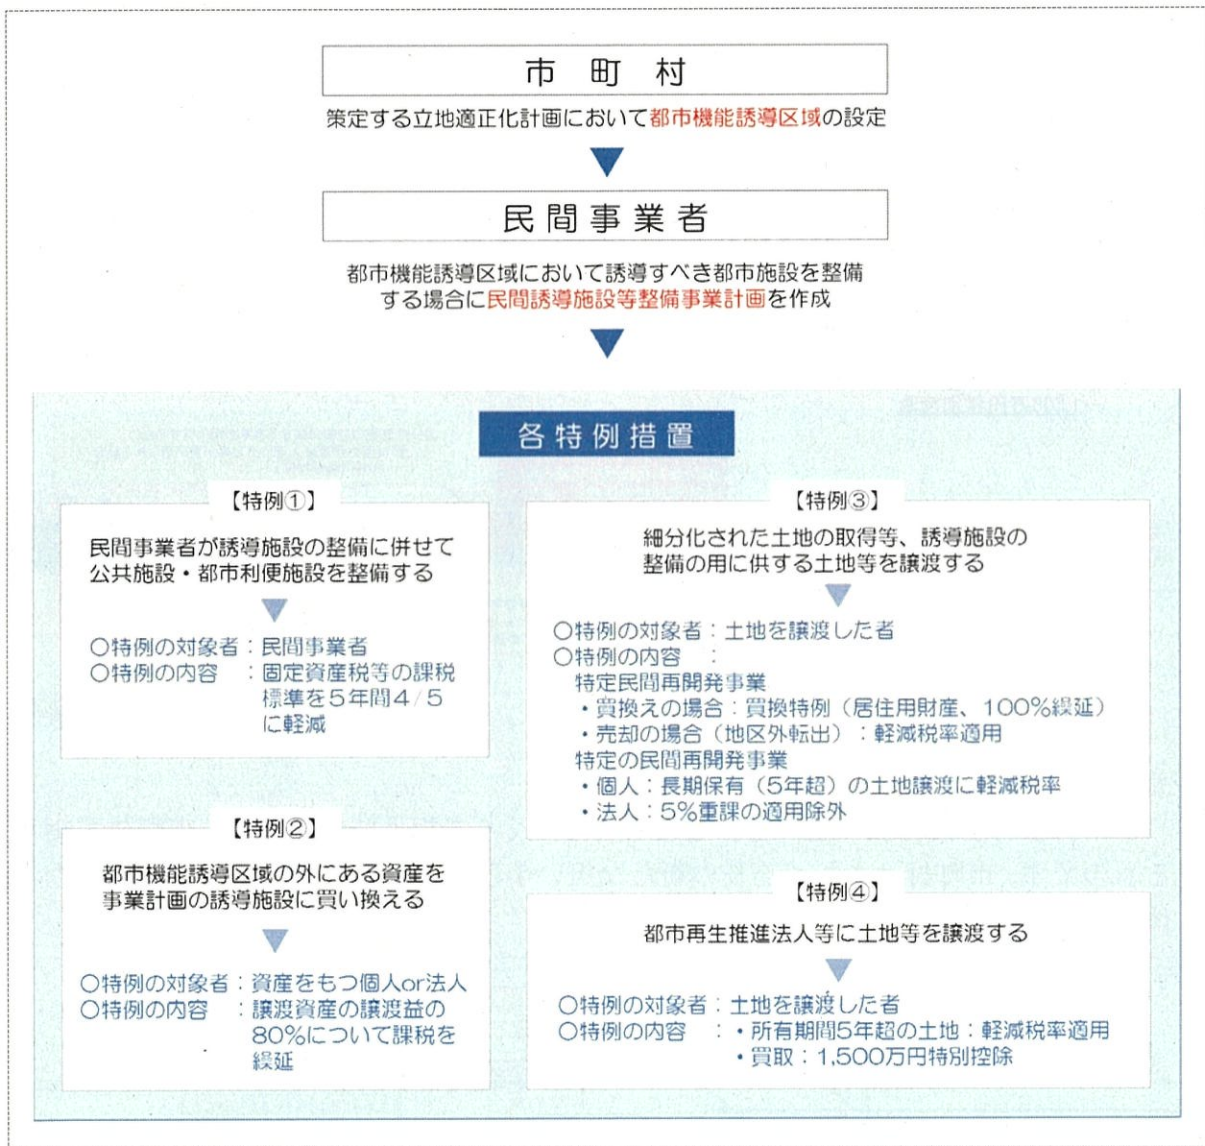 市町村
策定する立地適正化計画において都市機能誘導区域の設定
民間事業者
都市機能誘導区域において誘導すべき都市施設を整備
する場合に民間誘導施設等整備事業計画を作成
各特例措置
【特例①】
民間事業者が誘導施設の整備に併せて
公共施設・都市利便施設を整備する
○特例の対象者：民間事業者
○特例の内容　：固定資産税等の課税
標準を5年間4/5
に軽減
【特例②】
都市機能誘導区域の外にある資産を
事業計画の誘導施設に買い換える
○特例の対象者：資産をもつ個人or法人
○特例の内容　：譲渡資産の譲渡益の
80%について課税を
繰延
【特例③】
細分化された土地の取得等、誘導施設の
整備の用に供する土地等を譲渡する
○特例の対象者：土地を譲渡した者
○特例の内容　：
特定民間再開発事業
・買換えの場合：買換特例（居住用財産、100%繰延）
・売却の場合（地区外転出）：軽減税率適用
特定の民間再開発事業
・個人：長期保有（5年超）の土地譲渡に軽減税率
・法人：5%重課の適用除外
【特例④】
都市再生推進法人等に土地等を譲渡する
○特例の対象者：土地を譲渡した者
○特例の内容　：・所有期間5年超の土地：軽減税率適用
・買取：1,500万円特別控除